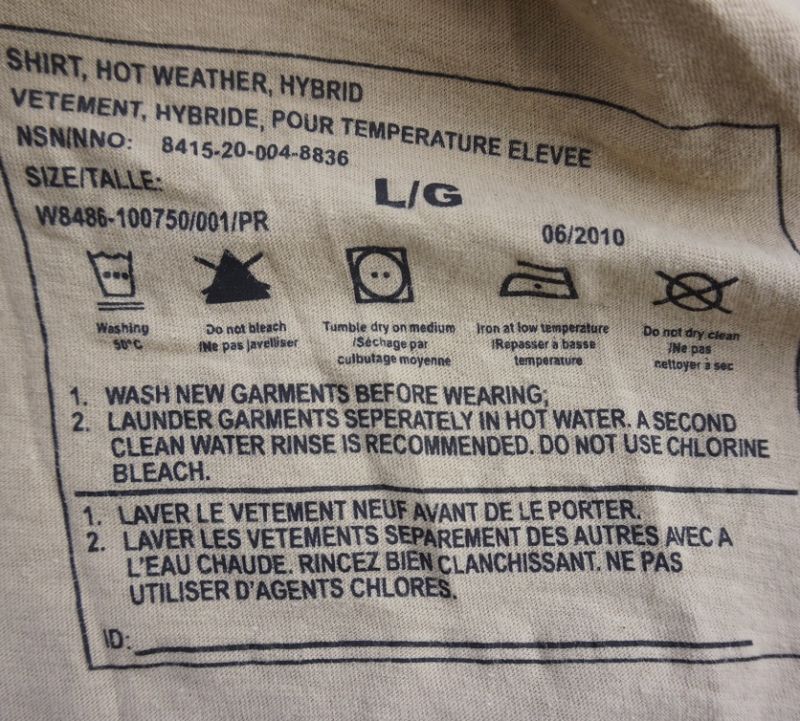 SHIRT, HOT WEATHER, HYBRID
VETEMENT, HYBRIDE, POUR TEMPERATURE ELEVEE
NSN/NNO: 8415-20-004-8836
SIZE/TALLE: L/G
W8486-100750/001/PR 06/2010
Washing
50°C
Do not bleach
/Ne pas javelliser
Tumble dry on medium
/Séchage par
culbutage moyenne
Iron at low temperature
/Repasser à basse
temperature
Do not dry clean
/Ne pas
nettoyer à sec
1. WASH NEW GARMENTS BEFORE WEARING;
2. LAUNDER GARMENTS SEPERATELY IN HOT WATER. A SECOND
CLEAN WATER RINSE IS RECOMMENDED. DO NOT USE CHLORINE
BLEACH.
1. LAVER LE VETEMENT NEUF AVANT DE LE PORTER.
2. LAVER LES VETEMENTS SEPAREMENT DES AUTRES AVEC A
L'EAU CHAUDE. RINCEZ BIEN CLANCHISSANT. NE PAS
UTILISER D'AGENTS CHLORES.
ID: